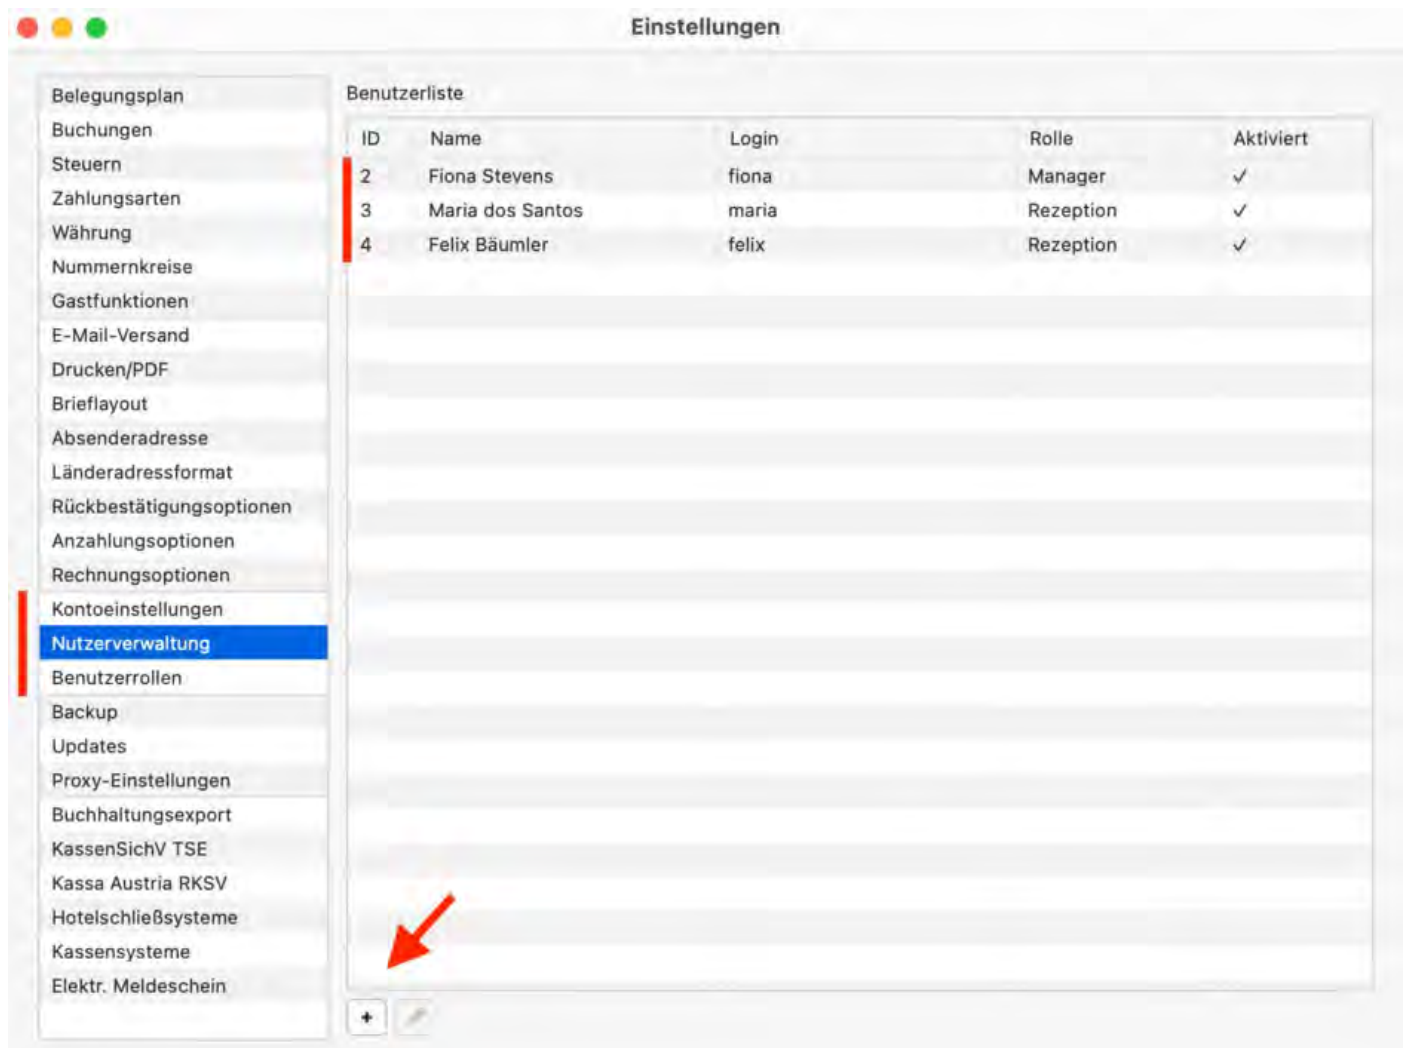 Einstellungen
Belegungsplan
Buchungen
Steuern
Zahlungsarten
Währung
Nummernkreise
Gastfunktionen
E-Mail-Versand
Drucken/PDF
Brieflayout
Absenderadresse
Länderadressformat
Rückbestätigungsoptionen
Anzahlungsoptionen
Rechnungsoptionen
Kontoeinstellungen
Nutzerverwaltung
Benutzerrollen
Backup
Updates
Proxy-Einstellungen
Buchhaltungsexport
KassenSichV TSE
Kassa Austria RKSV
Hotelschließsysteme
Kassensysteme
Elektr. Meldeschein
Benutzerliste
ID Name Login Rolle Aktiviert
2 Fiona Stevens fiona Manager ✓
3 Maria dos Santos maria Rezeption ✓
4 Felix Bäumler felix Rezeption ✓
+